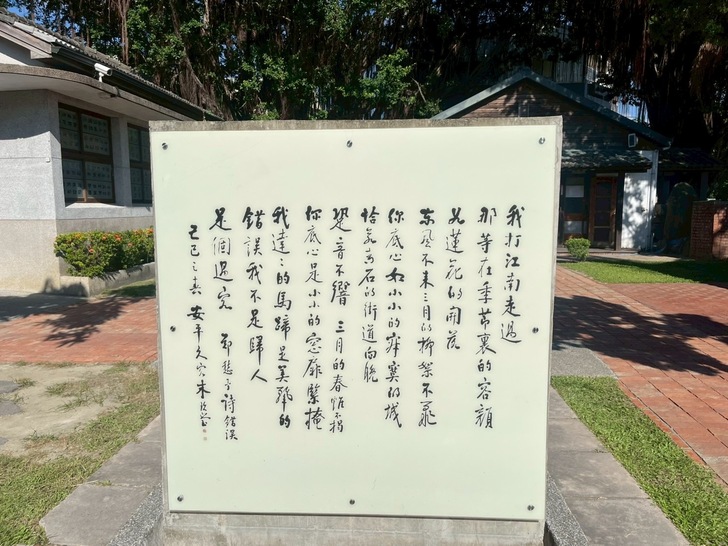 我打江南走過
那等在季節裏的容顏
如蓮花的開落
東風不來三月的柳絮不飛
你底心如小小的寂寞的城
恰若青石的街道向晚
跫音不響 三月的春帷不揭
你底心是小小的窗扉緊掩
我達々的馬蹄是美麗的
錯誤我不是歸人
是個過客 鄭愁予詩錯誤
己巳之春 安平久客